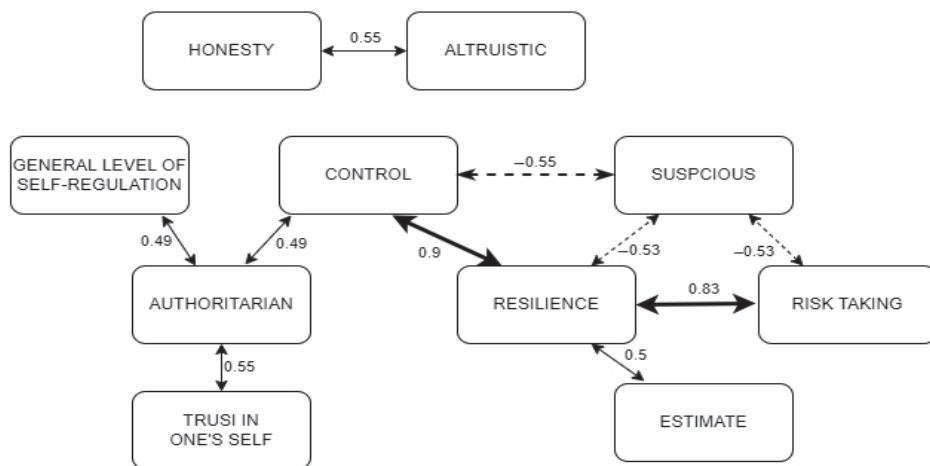 0.55
HONESTY
ALTRUISTIC
GENERAL LEVEL OF
SELF-REGULATION
CONTROL
–0.55
SUSPCIOUS
0.49
0.49
0.9
–0.53
–0.53
AUTHORITARIAN
RESILIENCE
0.83
RISK TAKING
0.55
0.5
TRUSI IN
ONE'S SELF
ESTIMATE